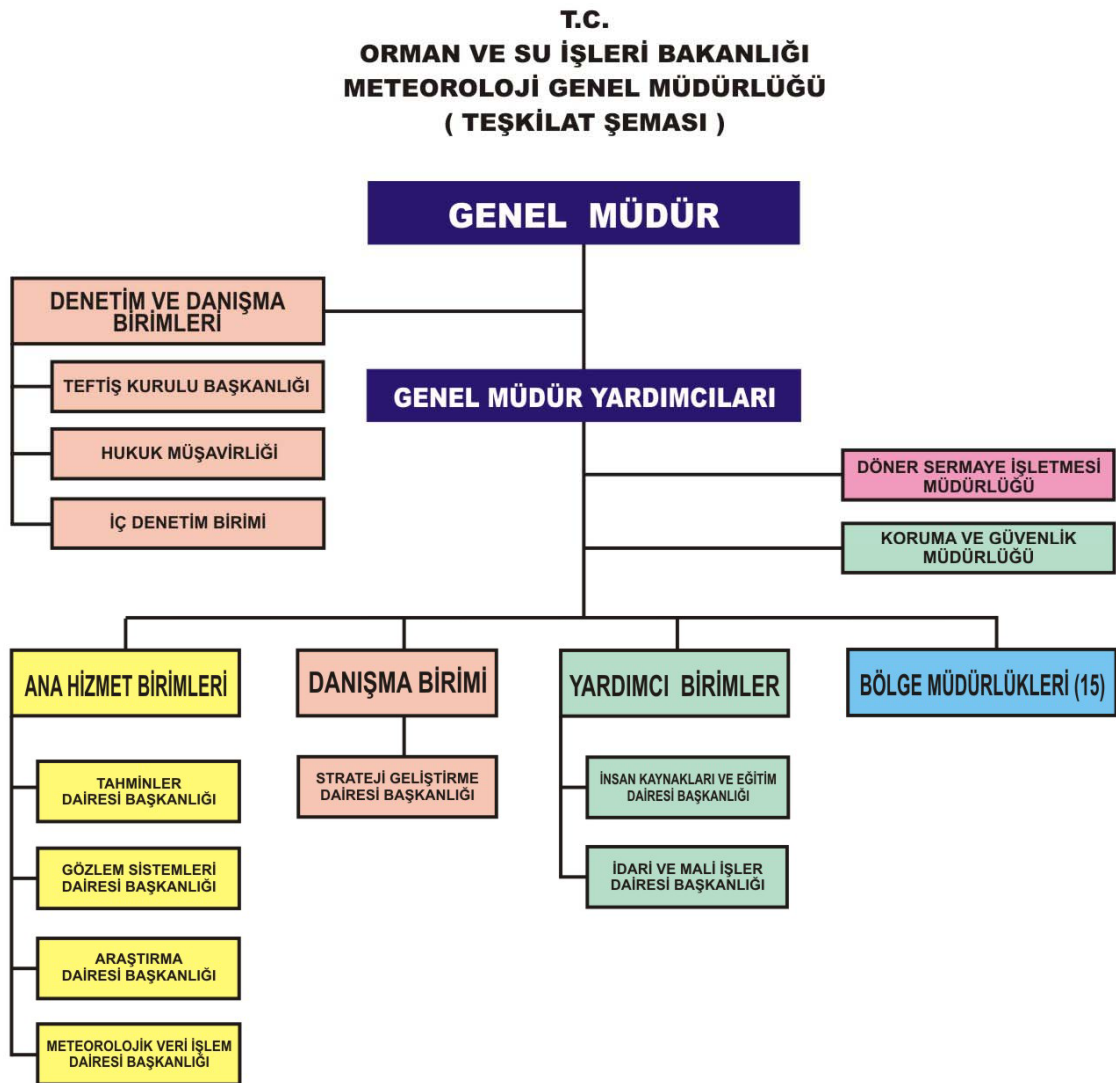 T.C.
ORMAN VE SU İŞLERİ BAKANLIĞI
METEOROLOJİ GENEL MÜDÜRLÜĞÜ
( TEŞKİLAT ŞEMASI )
GENEL MÜDÜR
DENETİM VE DANIŞMA
BİRİMLERİ
TEFTİŞ KURULU BAŞKANLIĞI
HUKUK MÜŞAVİRLİĞİ
İÇ DENETİM BİRİMİ
GENEL MÜDÜR YARDIMCILARI
DÖNER SERMAYE İŞLETMESİ
MÜDÜRLÜĞÜ
KORUMA VE GÜVENLİK
MÜDÜRLÜĞÜ
ANA HİZMET BİRİMLERİ
TAHMİNLER
DAİRESİ BAŞKANLIĞI
GÖZLEM SİSTEMLERİ
DAİRESİ BAŞKANLIĞI
ARAŞTIRMA
DAİRESİ BAŞKANLIĞI
METEOROLOJİK VERİ İŞLEM
DAİRESİ BAŞKANLIĞI
DANIŞMA BİRİMİ
STRATEJİ GELİŞTİRME
DAİRESİ BAŞKANLIĞI
YARDIMCI BİRİMLER
İNSAN KAYNAKLARI VE EĞİTİM
DAİRESİ BAŞKANLIĞI
İDARİ VE MALİ İŞLER
DAİRESİ BAŞKANLIĞI
BÖLGE MÜDÜRLÜKLERİ (15)